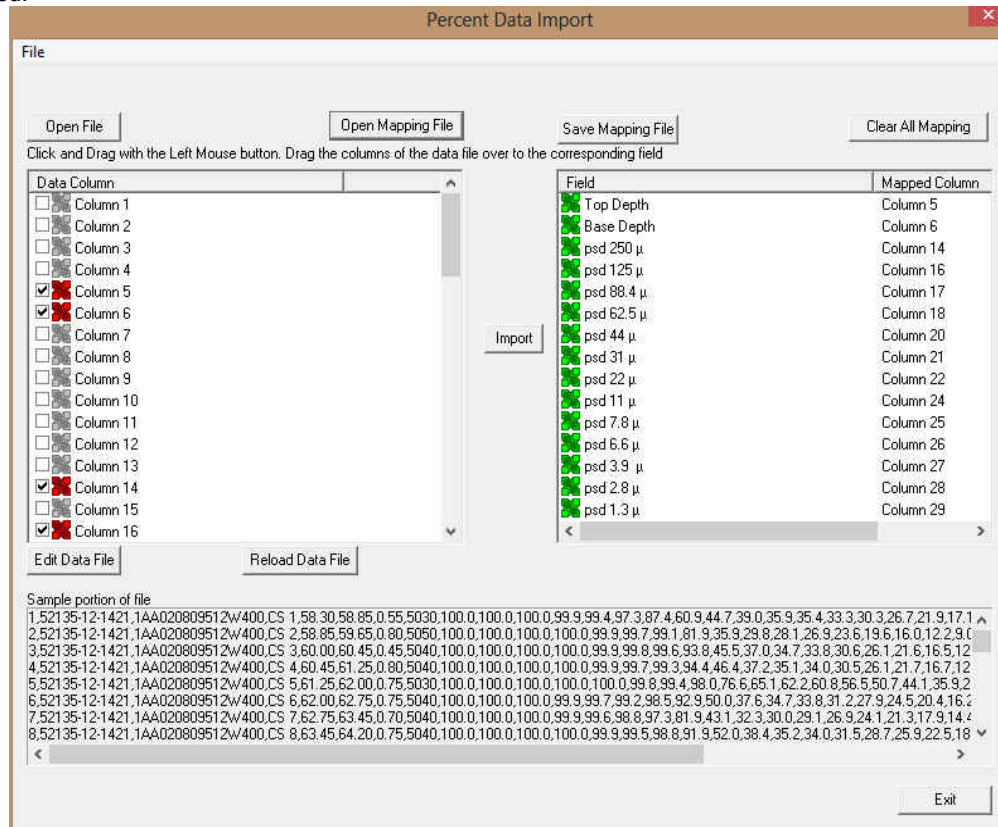 Percent Data Import
File
Open File
Open Mapping File
Save Mapping File
Clear All Mapping
Click and Drag with the Left Mouse button. Drag the columns of the data file over to the corresponding field
Data Column
Column 1
Column 2
Column 3
Column 4
Column 5
Column 6
Column 7
Column 8
Column 9
Column 10
Column 11
Column 12
Column 13
Column 14
Column 15
Column 16
Import
Field Mapped Column
Top Depth Column 5
Base Depth Column 6
psd 250 µ Column 14
psd 125 µ Column 16
psd 88.4 µ Column 17
psd 62.5 µ Column 18
psd 44 µ Column 20
psd 31 µ Column 21
psd 22 µ Column 22
psd 11 µ Column 24
psd 7.8 µ Column 25
psd 6.6 µ Column 26
psd 3.9 µ Column 27
psd 2.8 µ Column 28
psd 1.3 µ Column 29
Edit Data File
Reload Data File
Sample portion of file
1,52135-12-1421,1AA020809512W400,CS 1,58.30,58.85,0.55,5030,100.0,100.0,100.0,99.9,99.4,97.3,87.4,60.9,44.7,39.0,35.9,35.4,33.3,30.3,26.7,21.9,17.1
2,52135-12-1421,1AA020809512W400,CS 2,58.85,59.65,0.80,5050,100.0,100.0,100.0,100.0,99.9,99.7,99.1,81.9,35.9,29.8,28.1,26.9,23.6,19.6,16.0,12.2,9.0
3,52135-12-1421,1AA020809512W400,CS 3,60.00,60.45,0.45,5040,100.0,100.0,100.0,100.0,99.9,99.8,99.6,93.8,45.5,37.0,34.7,33.8,30.6,26.1,21.6,16.5,12
4,52135-12-1421,1AA020809512W400,CS 4,60.45,61.25,0.80,5040,100.0,100.0,100.0,100.0,99.9,99.7,99.3,94.4,46.4,37.2,35.1,34.0,30.5,26.1,21.7,16.7,12
5,52135-12-1421,1AA020809512W400,CS 5,61.25,62.00,0.75,5030,100.0,100.0,100.0,100.0,100.0,99.8,99.4,98.0,76.6,65.1,62.2,60.8,56.5,50.7,44.1,35.9,2
6,52135-12-1421,1AA020809512W400,CS 6,62.00,62.75,0.75,5040,100.0,100.0,100.0,99.9,99.7,99.2,98.5,92.9,50.0,37.6,34.7,33.8,31.2,27.9,24.5,20.4,16.2
7,52135-12-1421,1AA020809512W400,CS 7,62.75,63.45,0.70,5040,100.0,100.0,100.0,99.9,99.6,98.8,97.3,81.9,43.1,32.3,30.0,29.1,26.9,24.1,21.3,17.9,14.4
8,52135-12-1421,1AA020809512W400,CS 8,63.45,64.20,0.75,5040,100.0,100.0,100.0,100.0,99.9,99.5,98.8,91.9,52.0,38.4,35.2,34.0,31.5,28.7,25.9,22.5,18
Exit